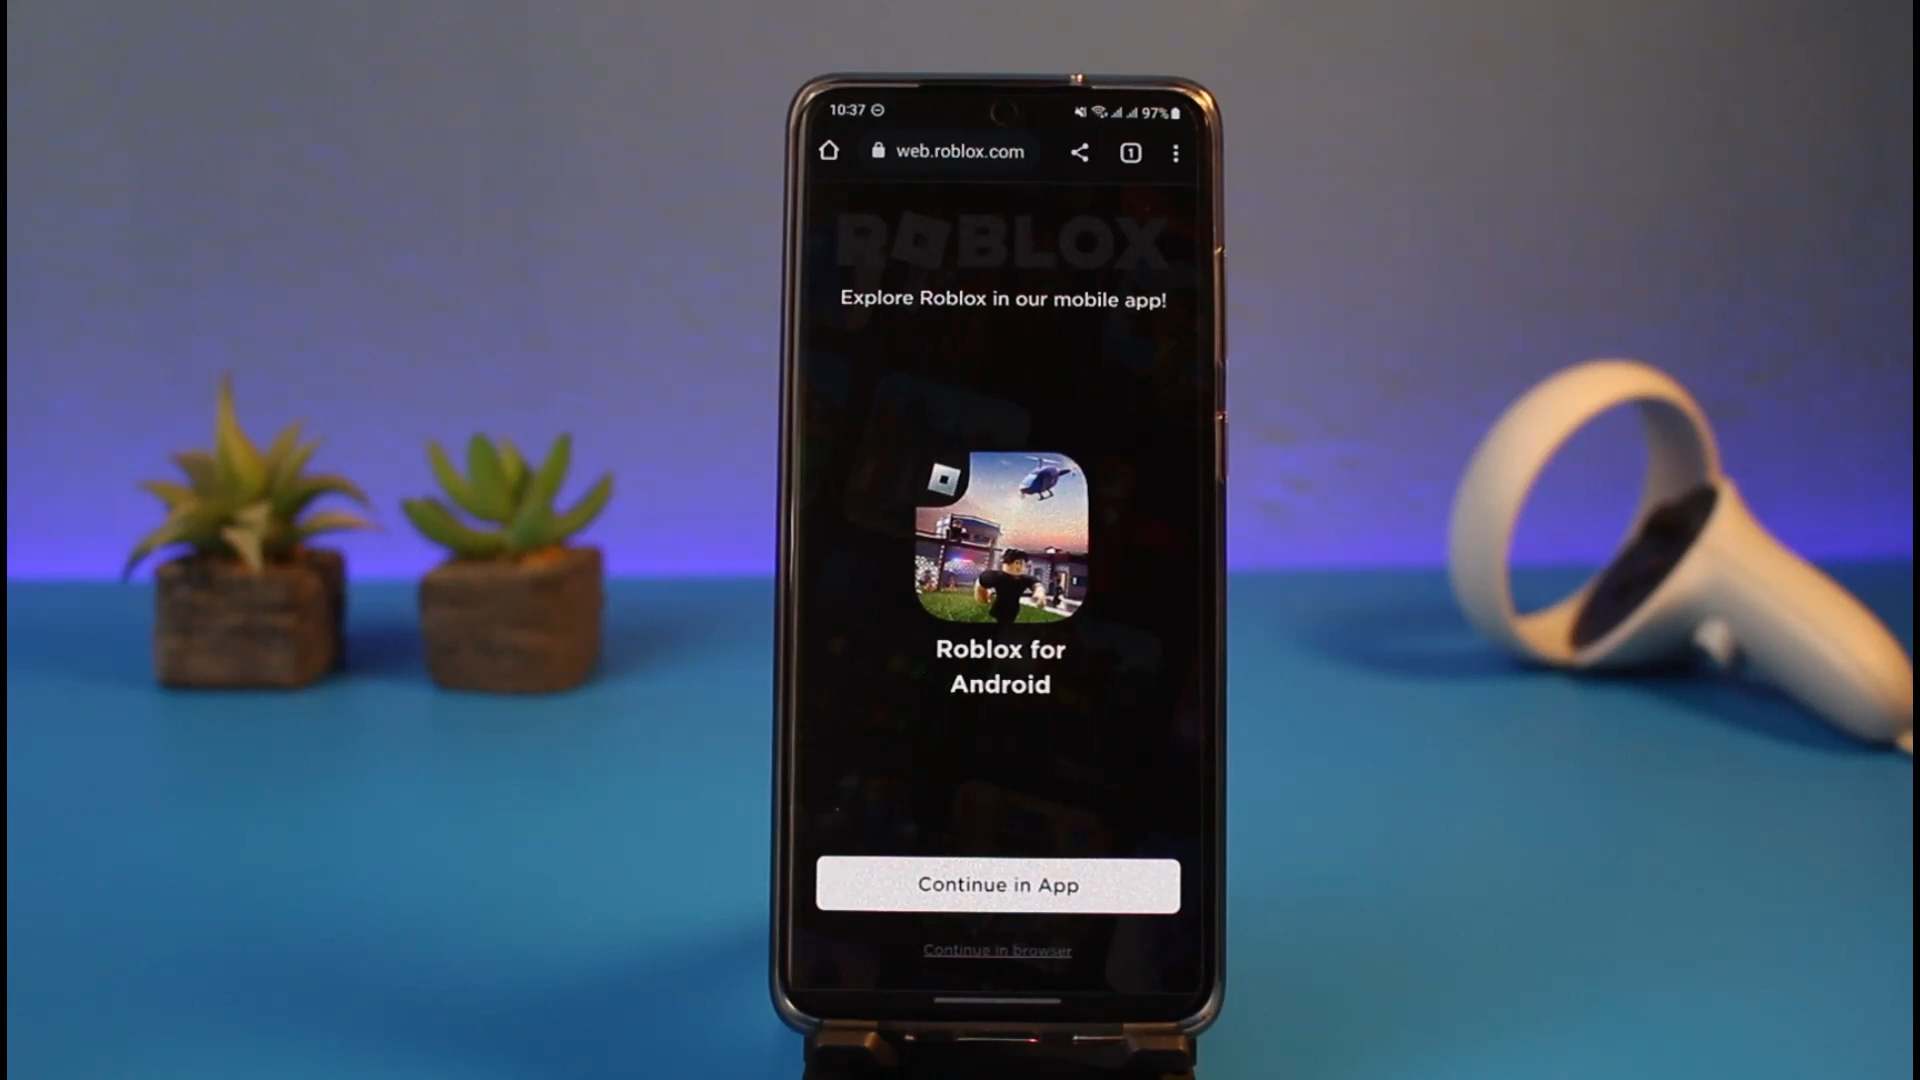 10:37
97%
web.roblox.com
1
ROBLOX
Explore Roblox in our mobile app!
Roblox for
Android
Continue in App
Continue in browser